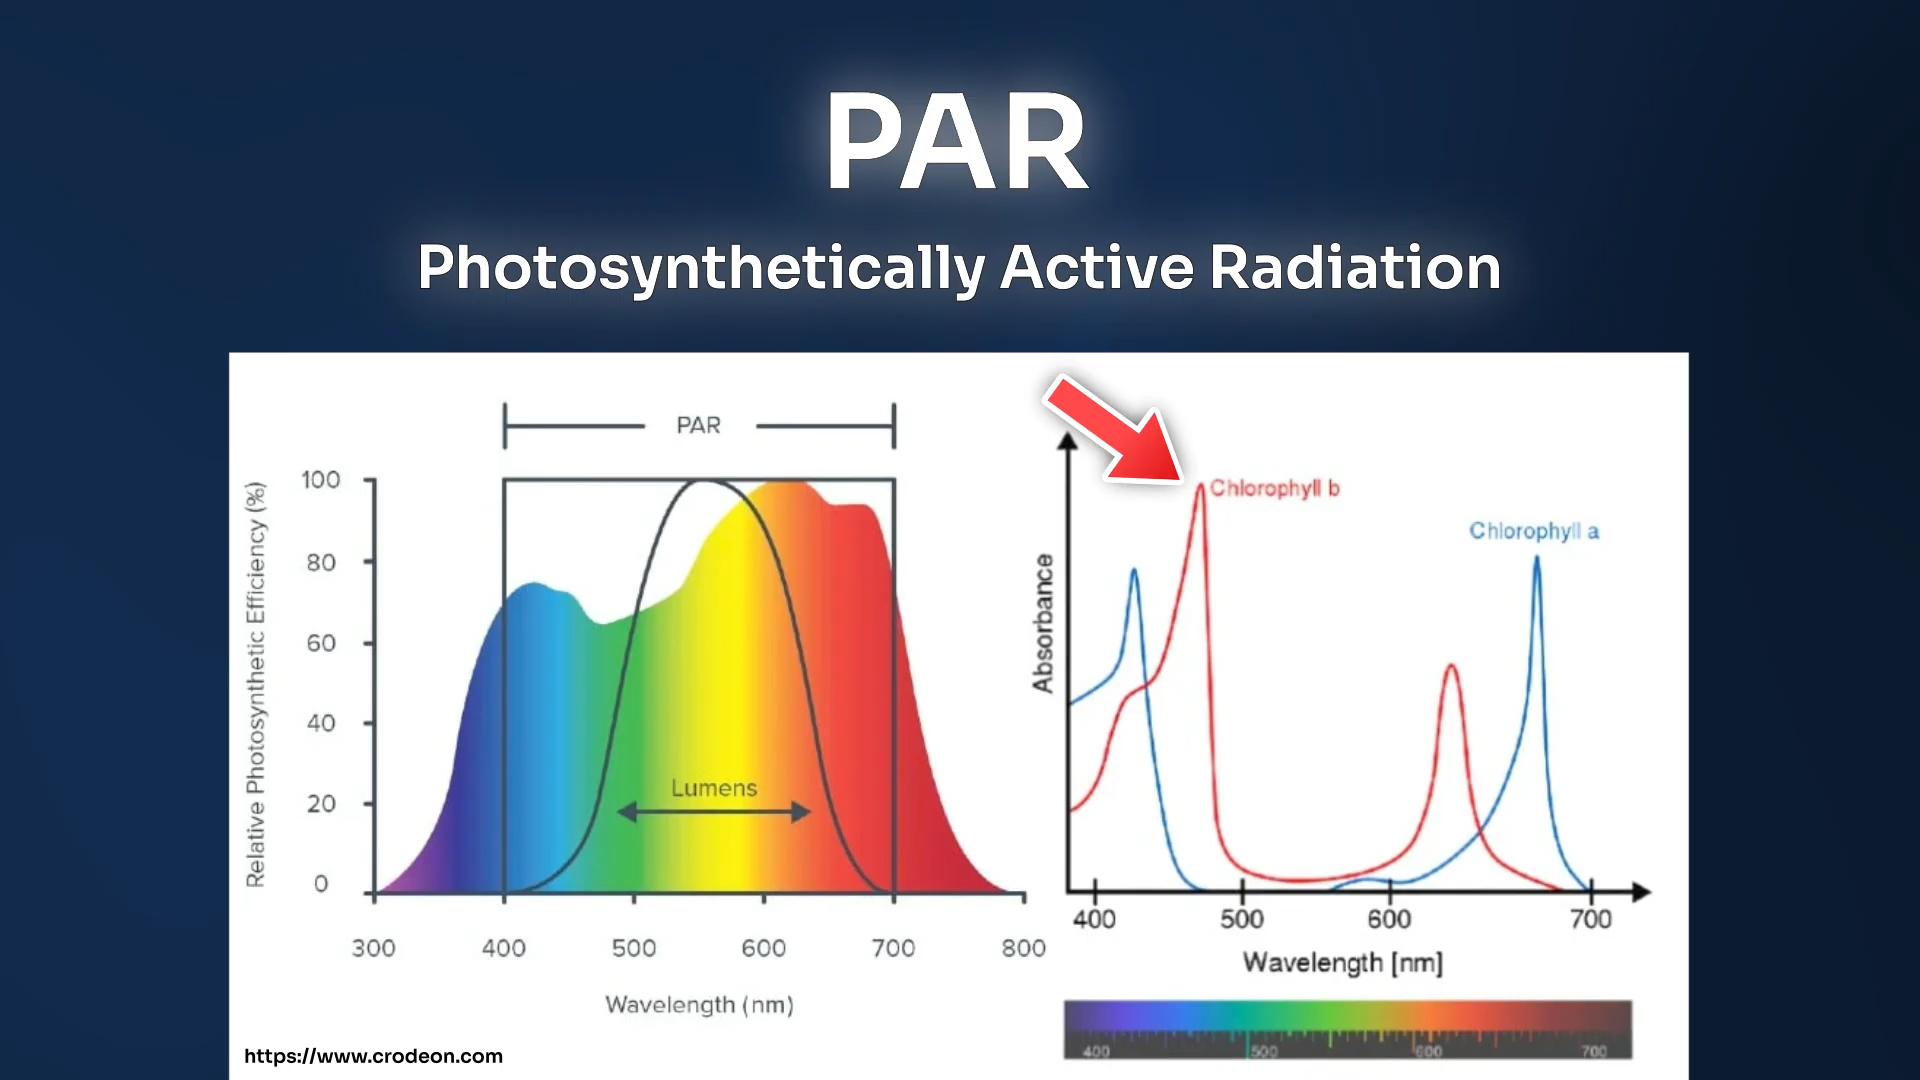 PAR
Photosynthetically Active Radiation
PAR
Relative Photosynthetic Efficiency (%)
100
80
60
40
20
0
Lumens
300 400 500 600 700 800
Wavelength (nm)
https://www.crodeon.com
Chlorophyll b
Chlorophyll a
Absorbance
400 500 600 700
Wavelength [nm]
400 500 600 700